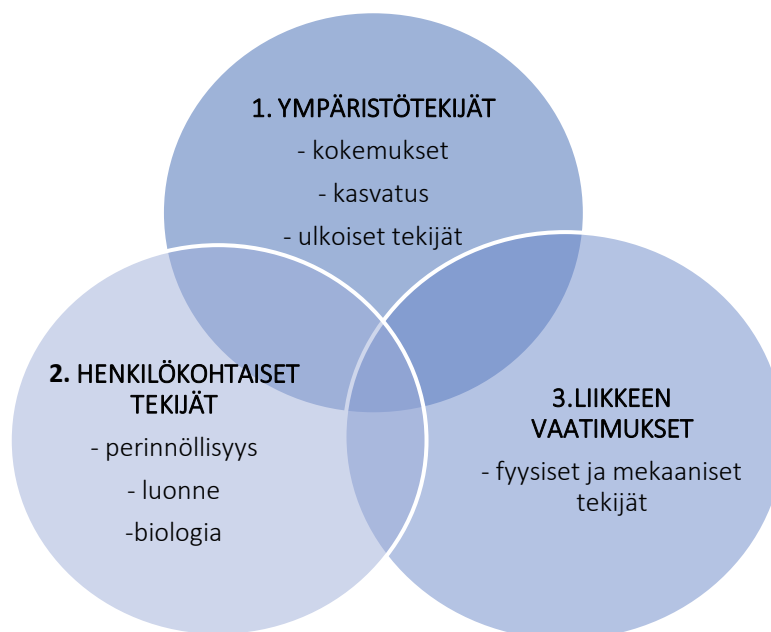 1. YMPÄRISTÖTEKIJÄT
- kokemukset
- kasvatus
- ulkoiset tekijät
2. HENKILÖKOHTAISET
TEKIJÄT
- perinnöllisyys
- luonne
-biologia
3.LIIKKEEN
VAATIMUKSET
- fyysiset ja mekaaniset
tekijät